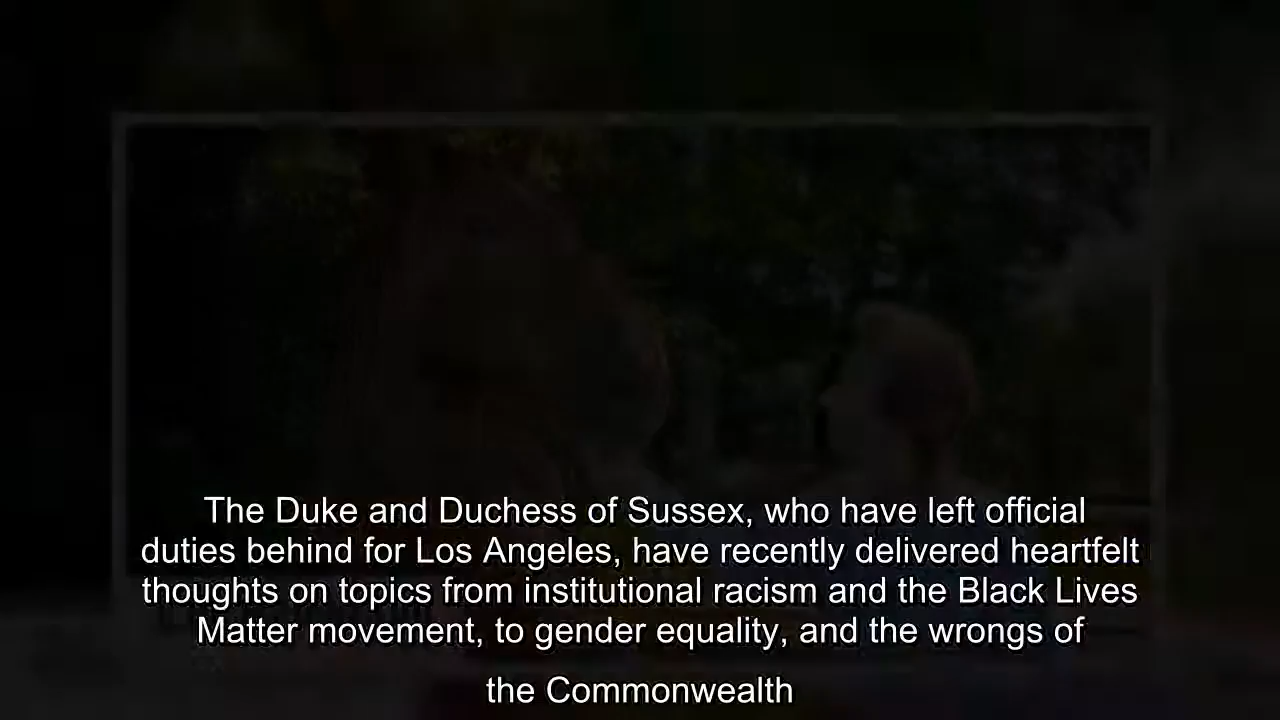 The Duke and Duchess of Sussex, who have left official
duties behind for Los Angeles, have recently delivered heartfelt
thoughts on topics from institutional racism and the Black Lives
Matter movement, to gender equality, and the wrongs of
the Commonwealth